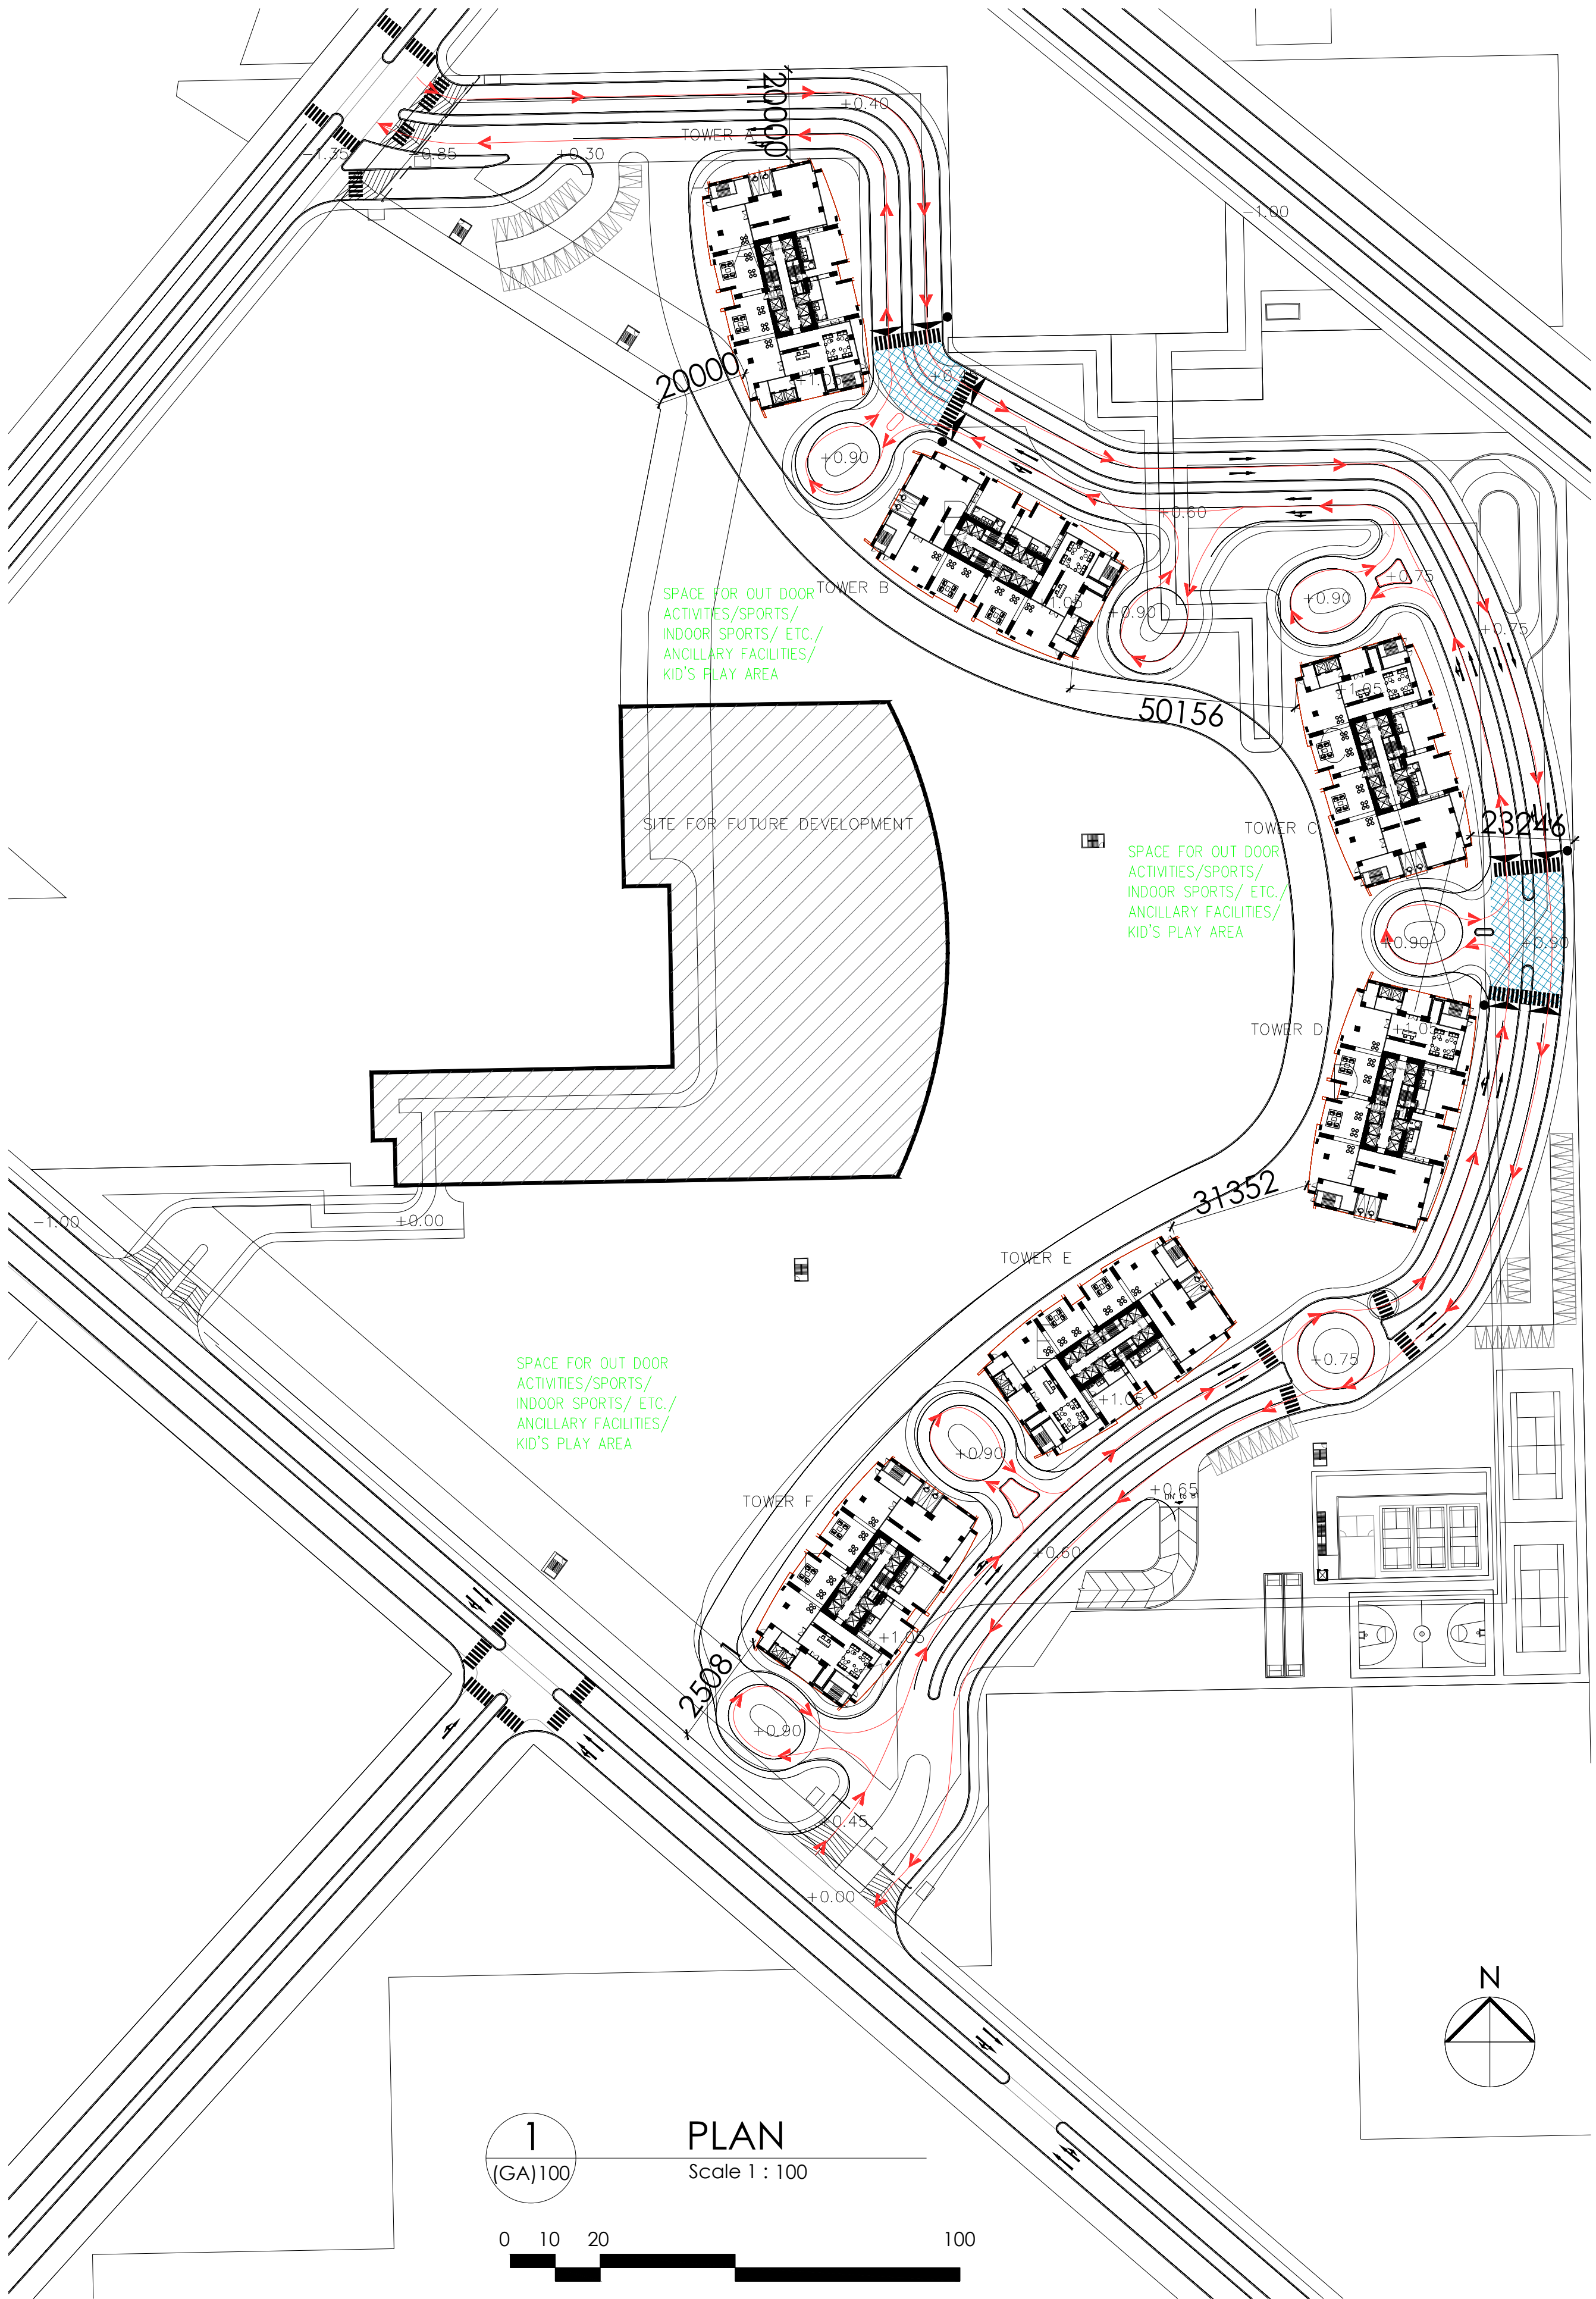 20000
+0.40
TOWER A
-1.35
+0.85
+0.30
-1.00
20000
+1.05
+0.90
+0.60
SPACE FOR OUT DOOR
ACTIVITIES/SPORTS/
INDOOR SPORTS/ ETC./
ANCILLARY FACILITIES/
KID'S PLAY AREA
TOWER B
+1.05
+0.90
+0.90
+0.75
+0.75
+1.05
50156
SITE FOR FUTURE DEVELOPMENT
TOWER C
23246
SPACE FOR OUT DOOR
ACTIVITIES/SPORTS/
INDOOR SPORTS/ ETC./
ANCILLARY FACILITIES/
KID'S PLAY AREA
+0.90
+0.90
TOWER D
+1.05
31352
-1.00
+0.00
TOWER E
+0.75
SPACE FOR OUT DOOR
ACTIVITIES/SPORTS/
INDOOR SPORTS/ ETC./
ANCILLARY FACILITIES/
KID'S PLAY AREA
+1.05
+0.90
+0.65
TOWER F
+0.60
+1.05
25081
+0.90
+0.45
+0.00
N
1
(GA)100
PLAN
Scale 1 : 100
0 10 20 100